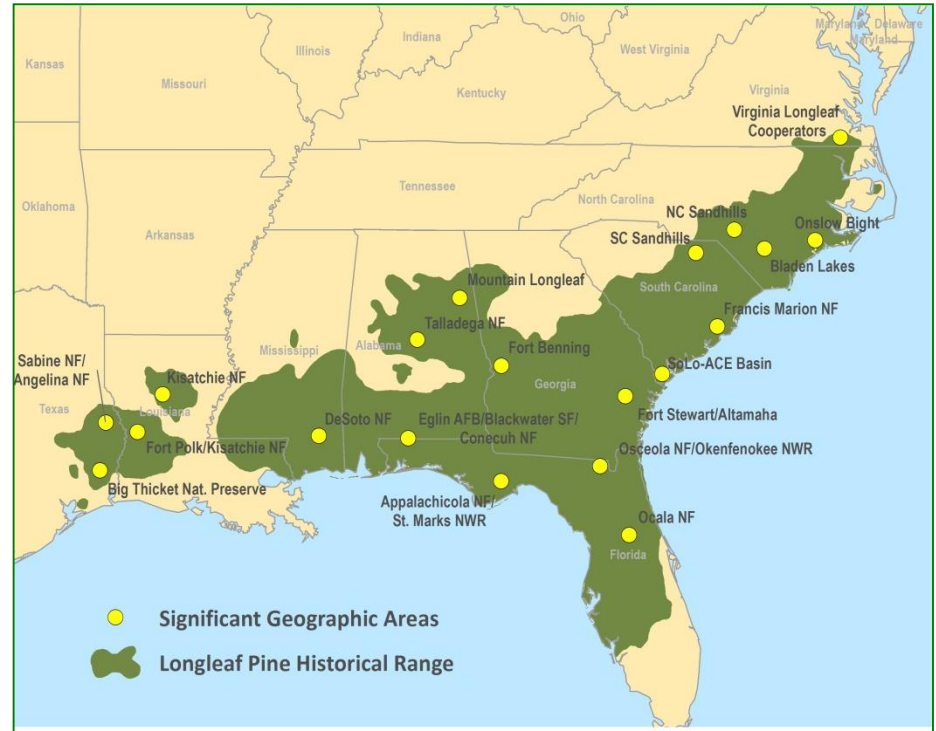 Ohio
Maryland
Delaware
Maryland
Indiana
Illinois
West Virginia
Kansas
Missouri
Kentucky
Virginia
Virginia Longleaf
Cooperators
Tennessee
North Carolina
Oklahoma
Arkansas
NC Sandhills
SC Sandhills
Onslow Bight
Bladen Lakes
Mountain Longleaf
South Carolina
Francis Marion NF
Talladega NF
Mississippi
Alabama
Fort Benning
SoLo-ACE Basin
Sabine NF/
Angelina NF
Kisatchie NF
Texas
Louisiana
Georgia
Fort Stewart/Altamaha
DeSoto NF
Eglin AFB/Blackwater SF/
Conecuh NF
Fort Polk/Kisatchie NF
Osceola NF/Okenfenokee NWR
Big Thicket Nat. Preserve
Appalachicola NF/
St. Marks NWR
Ocala NF
Florida
Significant Geographic Areas
Longleaf Pine Historical Range